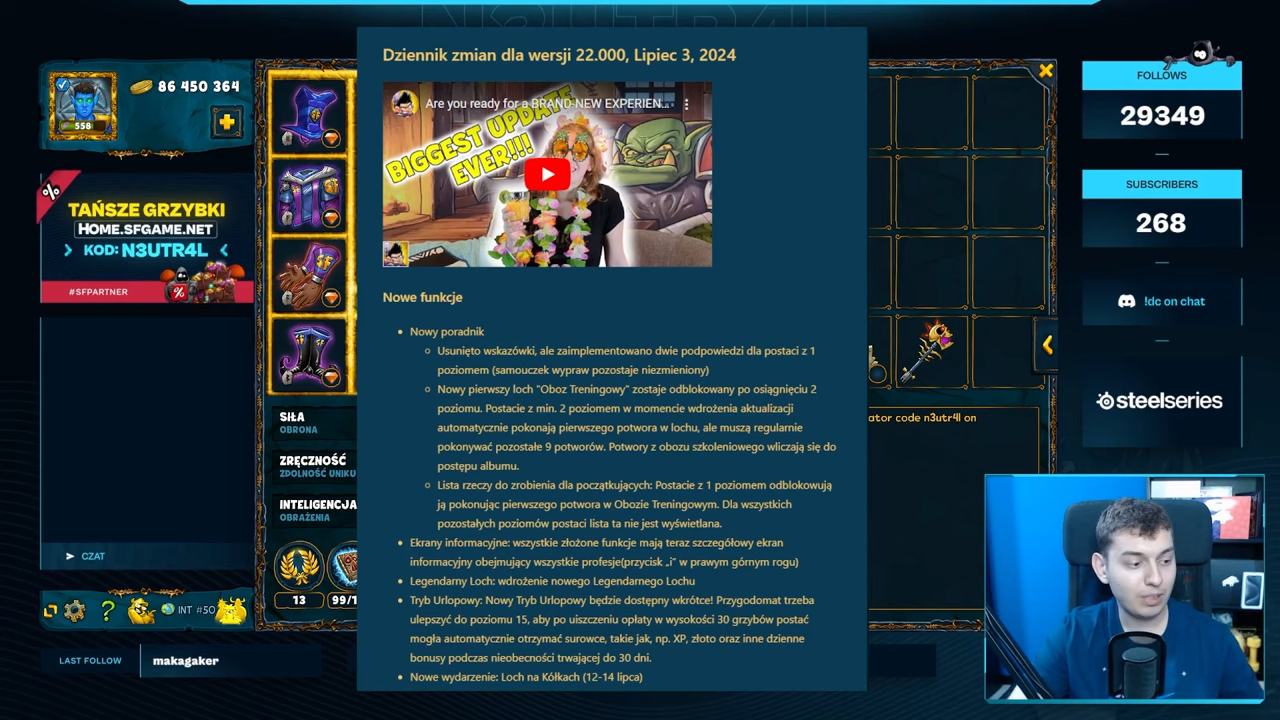 Dziennik zmian dla wersji 22.000, Lipiec 3, 2024
Are you ready for a BRAND NEW EXPERIEN...
BIGGEST UPDATE
EVER!!!
Nowe funkcje
Nowy poradnik
Usunięto wskazówki, ale zaimplementowano dwie podpowiedzi dla postaci z 1
poziomem (samouczek wypraw pozostaje niezmieniony)
Nowy pierwszy loch "Oboz Treningowy" zostaje odblokowany po osiągnięciu 2
poziomu. Postacie z min. 2 poziomem w momencie wdrożenia aktualizacji
automatycznie pokonają pierwszego potwora w lochu, ale muszą regularnie
pokonywać pozostałe 9 potworów. Potwory z obozu szkoleniowego wliczają się do
postępu albumu.
Lista rzeczy do zrobienia dla początkujących: Postacie z 1 poziomem odblokowują
ją pokonując pierwszego potwora w Obozie Treningowym. Dla wszystkich
pozostałych poziomów postaci lista ta nie jest wyświetlana.
Ekrany informacyjne: wszystkie złożone funkcje mają teraz szczegółowy ekran
informacyjny obejmujący wszystkie profesje(przycisk „i” w prawym górnym rogu)
Legendarny Loch: wdrożenie nowego Legendarnego Lochu
Tryb Urlopowy: Nowy Tryb Urlopowy będzie dostępny wkrótce! Przygodomat trzeba
ulepszyć do poziomu 15, aby po uiszczeniu opłaty w wysokości 30 grzybów postać
mogła automatycznie otrzymać surowce, takie jak, np. XP, złoto oraz inne dzienne
bonusy podczas nieobecności trwającej do 30 dni.
Nowe wydarzenie: Loch na Kółkach (12-14 lipca)
86 450 364
558
%
TAŃSZE GRZYBKI
HOME.SFGAME.NET
KOD: N3UTR4L
#SFPARTNER
%
CZAT
INT #50
LAST FOLLOW
makagaker
SIŁA
OBRONA
ZRĘCZNOŚĆ
ZDOLNOŚĆ UNIKU
INTELIGENCJA
OBRAŻENIA
13
99/1
ator code n3utr4l on
FOLLOWS
29349
SUBSCRIBERS
268
!dc on chat
steelseries